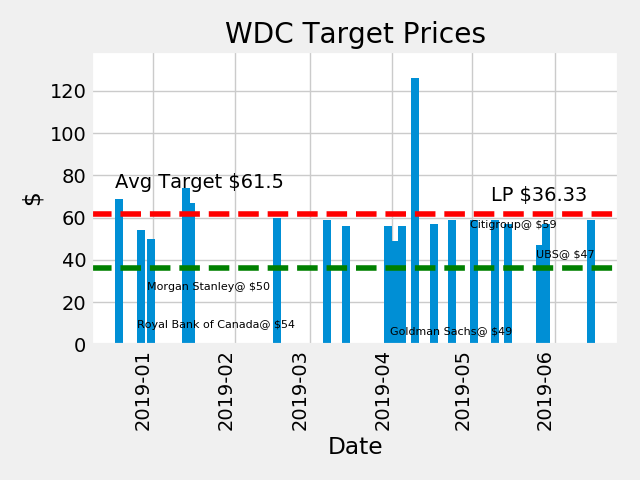 WDC Target Prices
$
120
100
80
60
40
20
0
Avg Target $61.5
LP $36.33
Citigroup@ $59
UBS@ $47
Morgan Stanley@ $50
Royal Bank of Canada@ $54
Goldman Sachs@ $49
2019-01
2019-02
2019-03
2019-04
2019-05
2019-06
Date